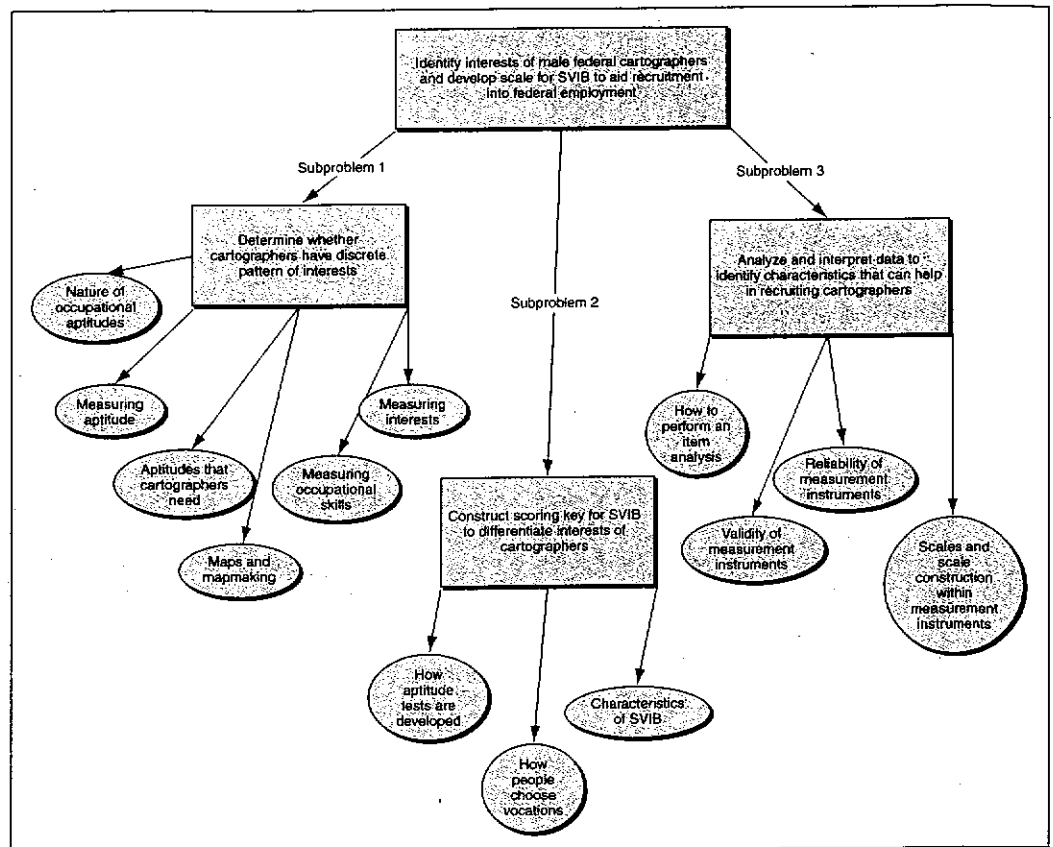 Identify interests of male federal cartographers
and develop scale for SVIB to aid recruitment
into federal employment
Subproblem 1
Subproblem 3
Determine whether
cartographers have discrete
pattern of interests
Analyze and interpret data to
identify characteristics that can help
in recruiting cartographers
Subproblem 2
Nature of
occupational
aptitudes
Measuring
aptitude
Measuring
interests
Aptitudes that
cartographers
need
Measuring
occupational
skills
Maps and
mapmaking
How to
perform an
item
analysis
Reliability of
measurement
instruments
Validity of
measurement
instruments
Scales and
scale
construction
within
measurement
instruments
Construct scoring key for SVIB
to differentiate interests of
cartographers
How
aptitude
tests are
developed
Characteristics
of SVIB
How
people
choose
vocations